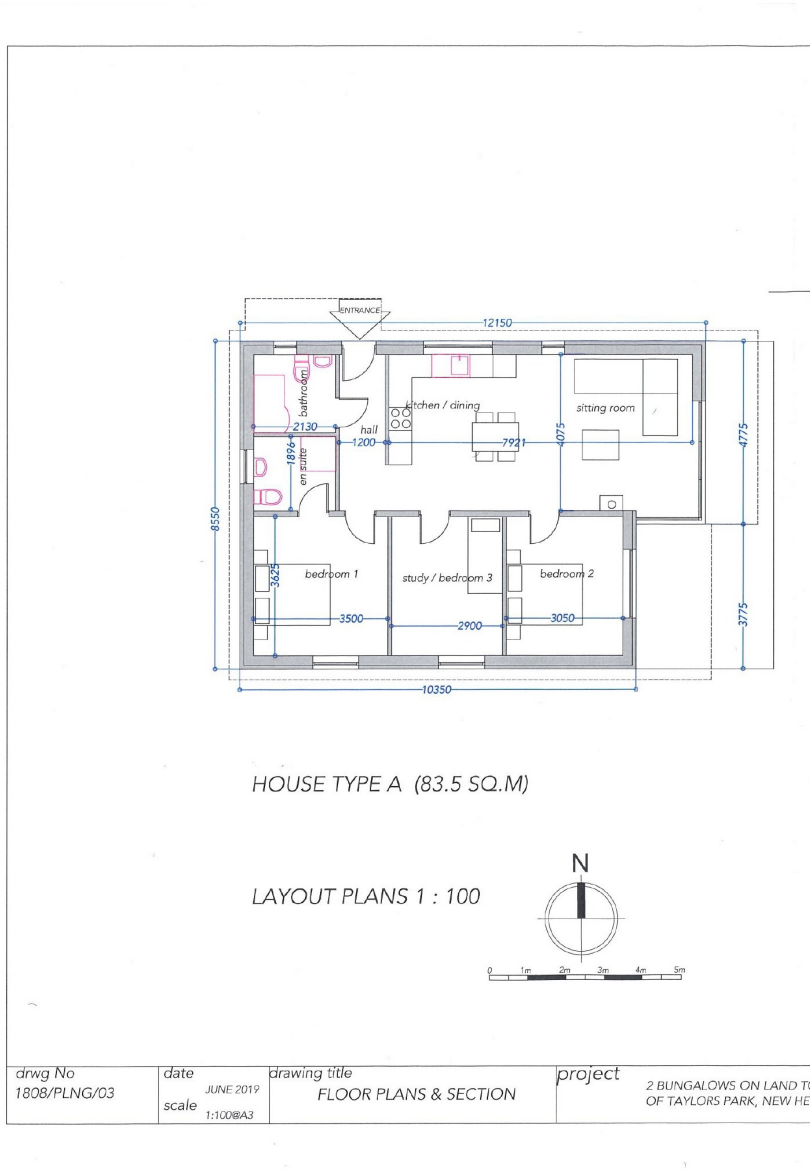 ENTRANCE
12150
bathroom
kitchen / dining
sitting room
2130
hall
1200
7921
4075
4775
1896
en suite
8550
bedroom 1
study / bedroom 3
bedroom 2
3625
3500
2900
3050
3775
10350
HOUSE TYPE A (83.5 SQ.M)
N
LAYOUT PLANS 1 : 100
0 1m 2m 3m 4m 5m
drwg No
1808/PLNG/03
date
JUNE 2019
scale
1:100@A3
drawing title
FLOOR PLANS & SECTION
project
2 BUNGALOWS ON LAND TO
OF TAYLORS PARK, NEW HE